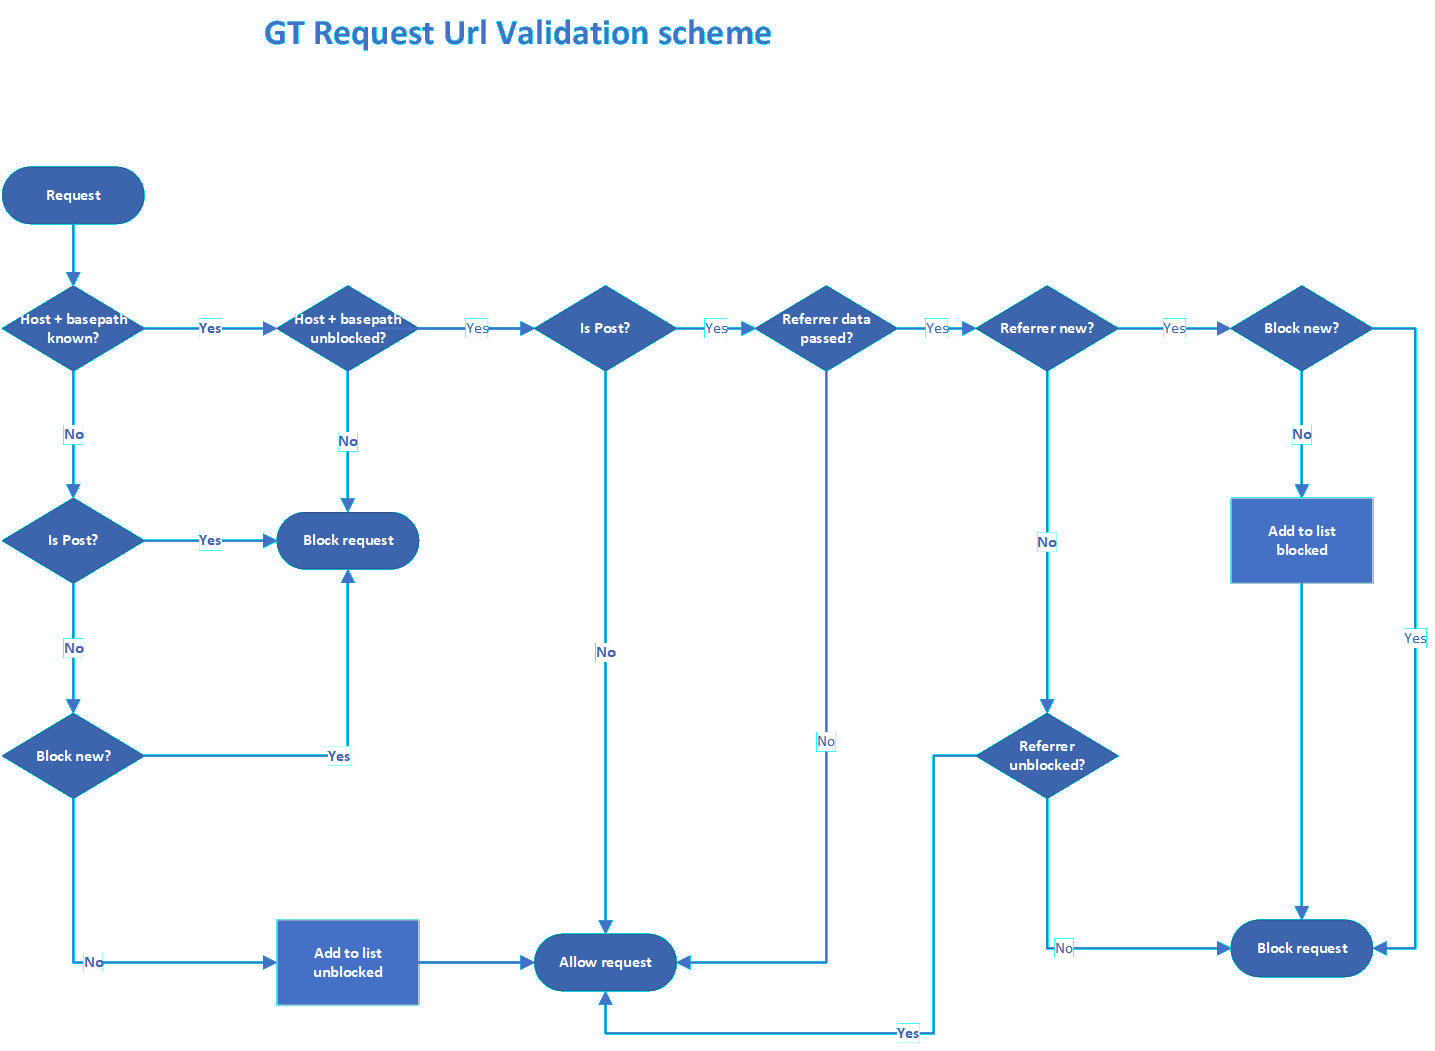 GT Request Url Validation scheme
Request
Host + basepath
known?
Yes
Host + basepath
unblocked?
Yes
Is Post?
Yes
Referrer data
passed?
Yes
Referrer new?
Yes
Block new?
No
No
No
Is Post?
Yes
Block request
No
Add to list
blocked
No
No
Yes
Block new?
Yes
No
Referrer
unblocked?
No
Add to list
unblocked
Allow request
No
Block request
Yes